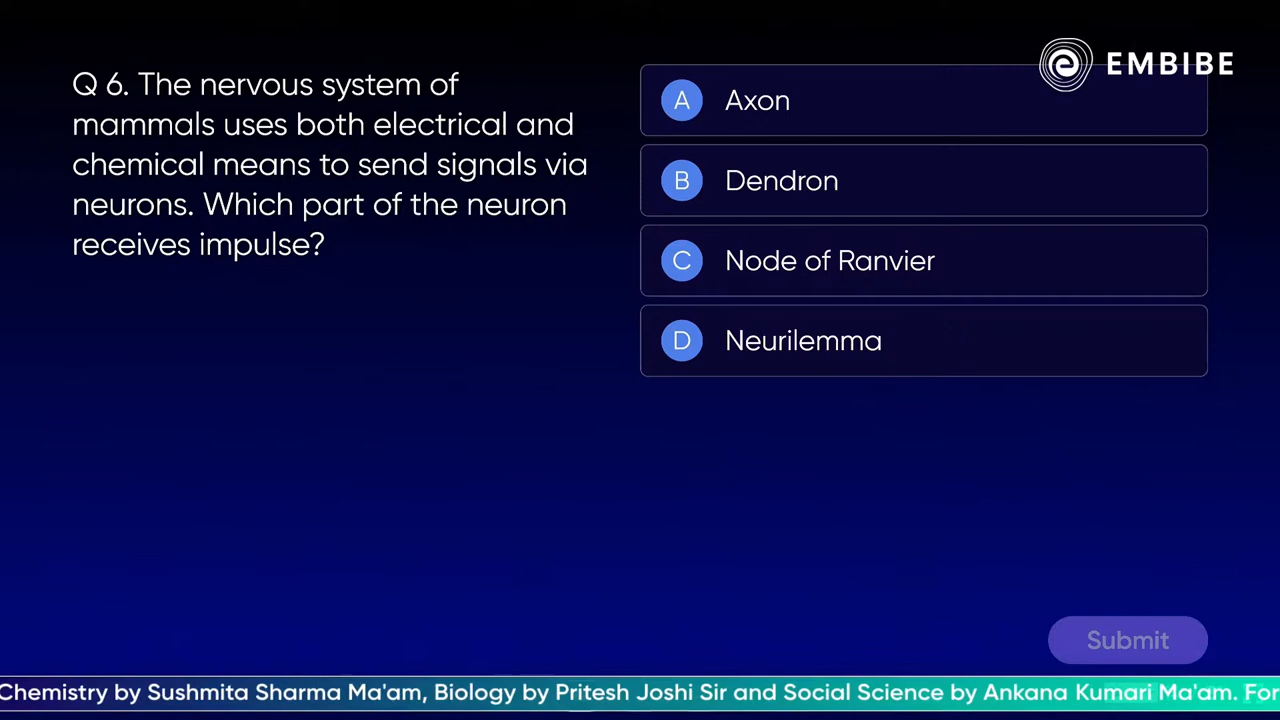 Q 6. The nervous system of
mammals uses both electrical and
chemical means to send signals via
neurons. Which part of the neuron
receives impulse?
EMBIBE
A Axon
B Dendron
C Node of Ranvier
D Neurilemma
Submit
Chemistry by Sushmita Sharma Ma'am, Biology by Pritesh Joshi Sir and Social Science by Ankana Kumari Ma'am. For